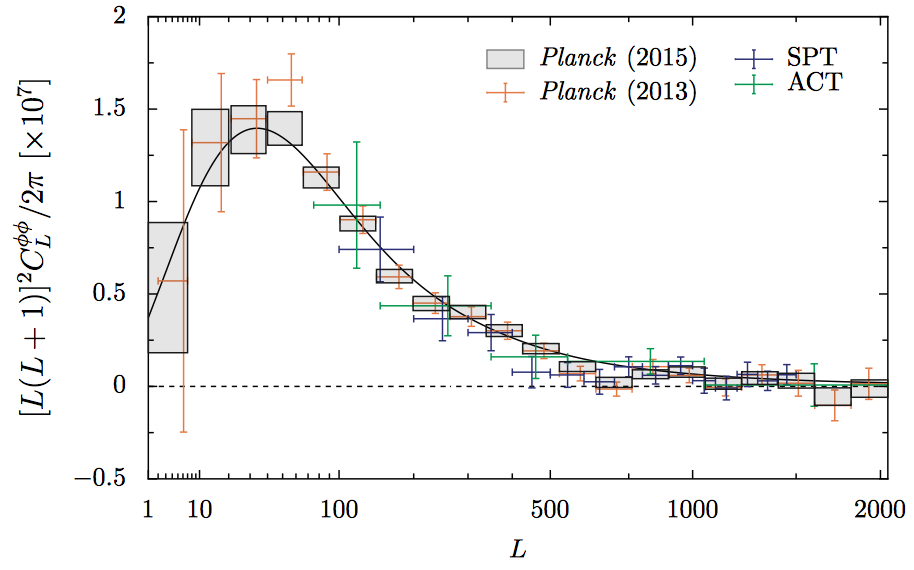 2
1.5
1
0.5
0
−0.5
[L(L + 1)]²C_L^{ϕϕ}/2π [×10⁷]
Planck (2015)
Planck (2013)
SPT
ACT
1 10 100 500 1000 2000
L